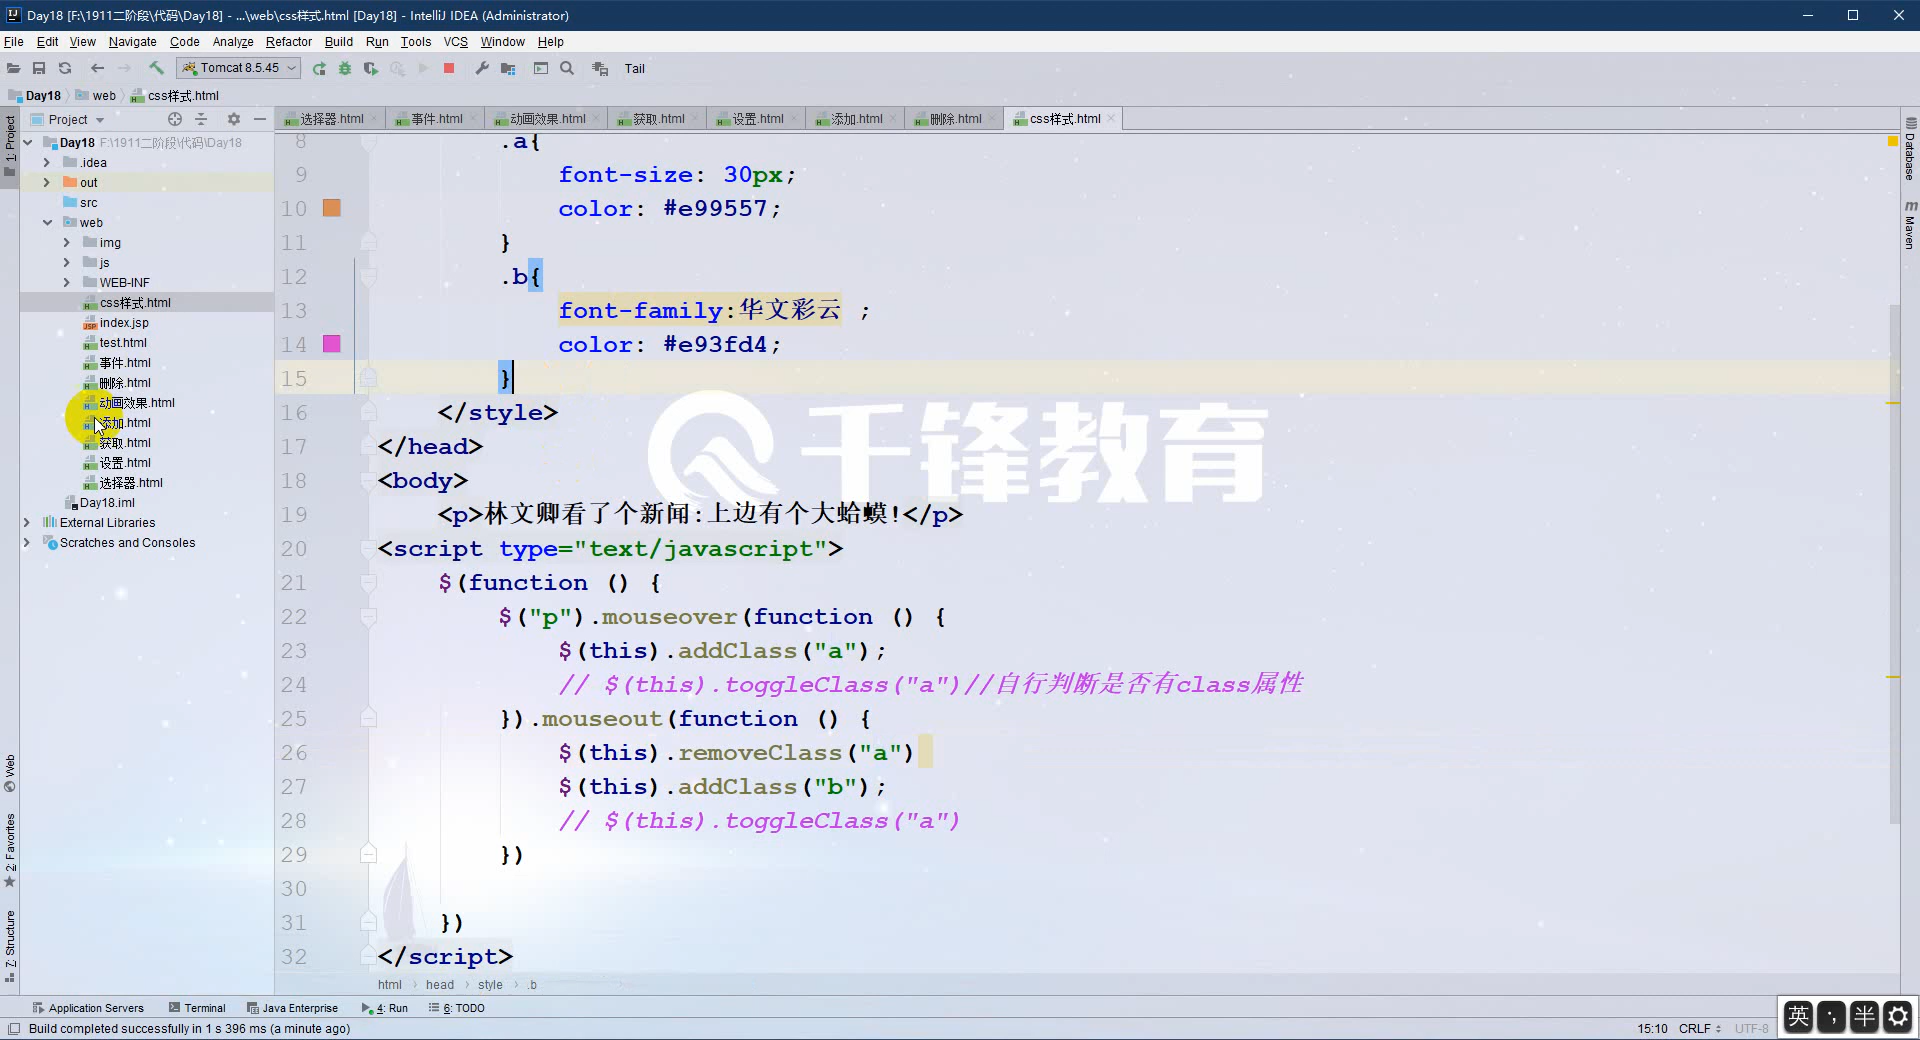 Day18 [F:\1911二阶段\代码\Day18] - ...\web\css样式.html [Day18] - IntelliJ IDEA (Administrator)
File Edit View Navigate Code Analyze Refactor Build Run Tools VCS Window Help
Tomcat 8.5.45 Tail
Day18 web css样式.html
Project 选择器.html 事件.html 动画效果.html 获取.html 设置.html 添加.html 删除.html css样式.html
1: Project
Day18 F:\1911二阶段\代码\Day18
.idea
out
src
web
img
js
WEB-INF
css样式.html
index.jsp
test.html
事件.html
删除.html
动画效果.html
添加.html
获取.html
设置.html
选择器.html
Day18.iml
External Libraries
Scratches and Consoles
8 .a{
9 font-size: 30px;
10 color: #e99557;
11 }
12 .b{
13 font-family:华文彩云 ;
14 color: #e93fd4;
15 }
16 </style>
17 </head>
18 <body>
19 <p>林文卿看了个新闻:上边有个大蛤蟆!</p>
20 <script type="text/javascript">
21 $(function () {
22 $("p").mouseover(function () {
23 $(this).addClass("a");
24 // $(this).toggleClass("a")//自行判断是否有class属性
25 }).mouseout(function () {
26 $(this).removeClass("a")
27 $(this).addClass("b");
28 // $(this).toggleClass("a")
29 })
30
31 })
32 </script>
千锋教育
Database
Maven
Web
2: Favorites
7: Structure
html head style .b
Application Servers Terminal Java Enterprise 4: Run 6: TODO
Build completed successfully in 1 s 396 ms (a minute ago) 15:10 CRLF UTF-8
英 ·, 半